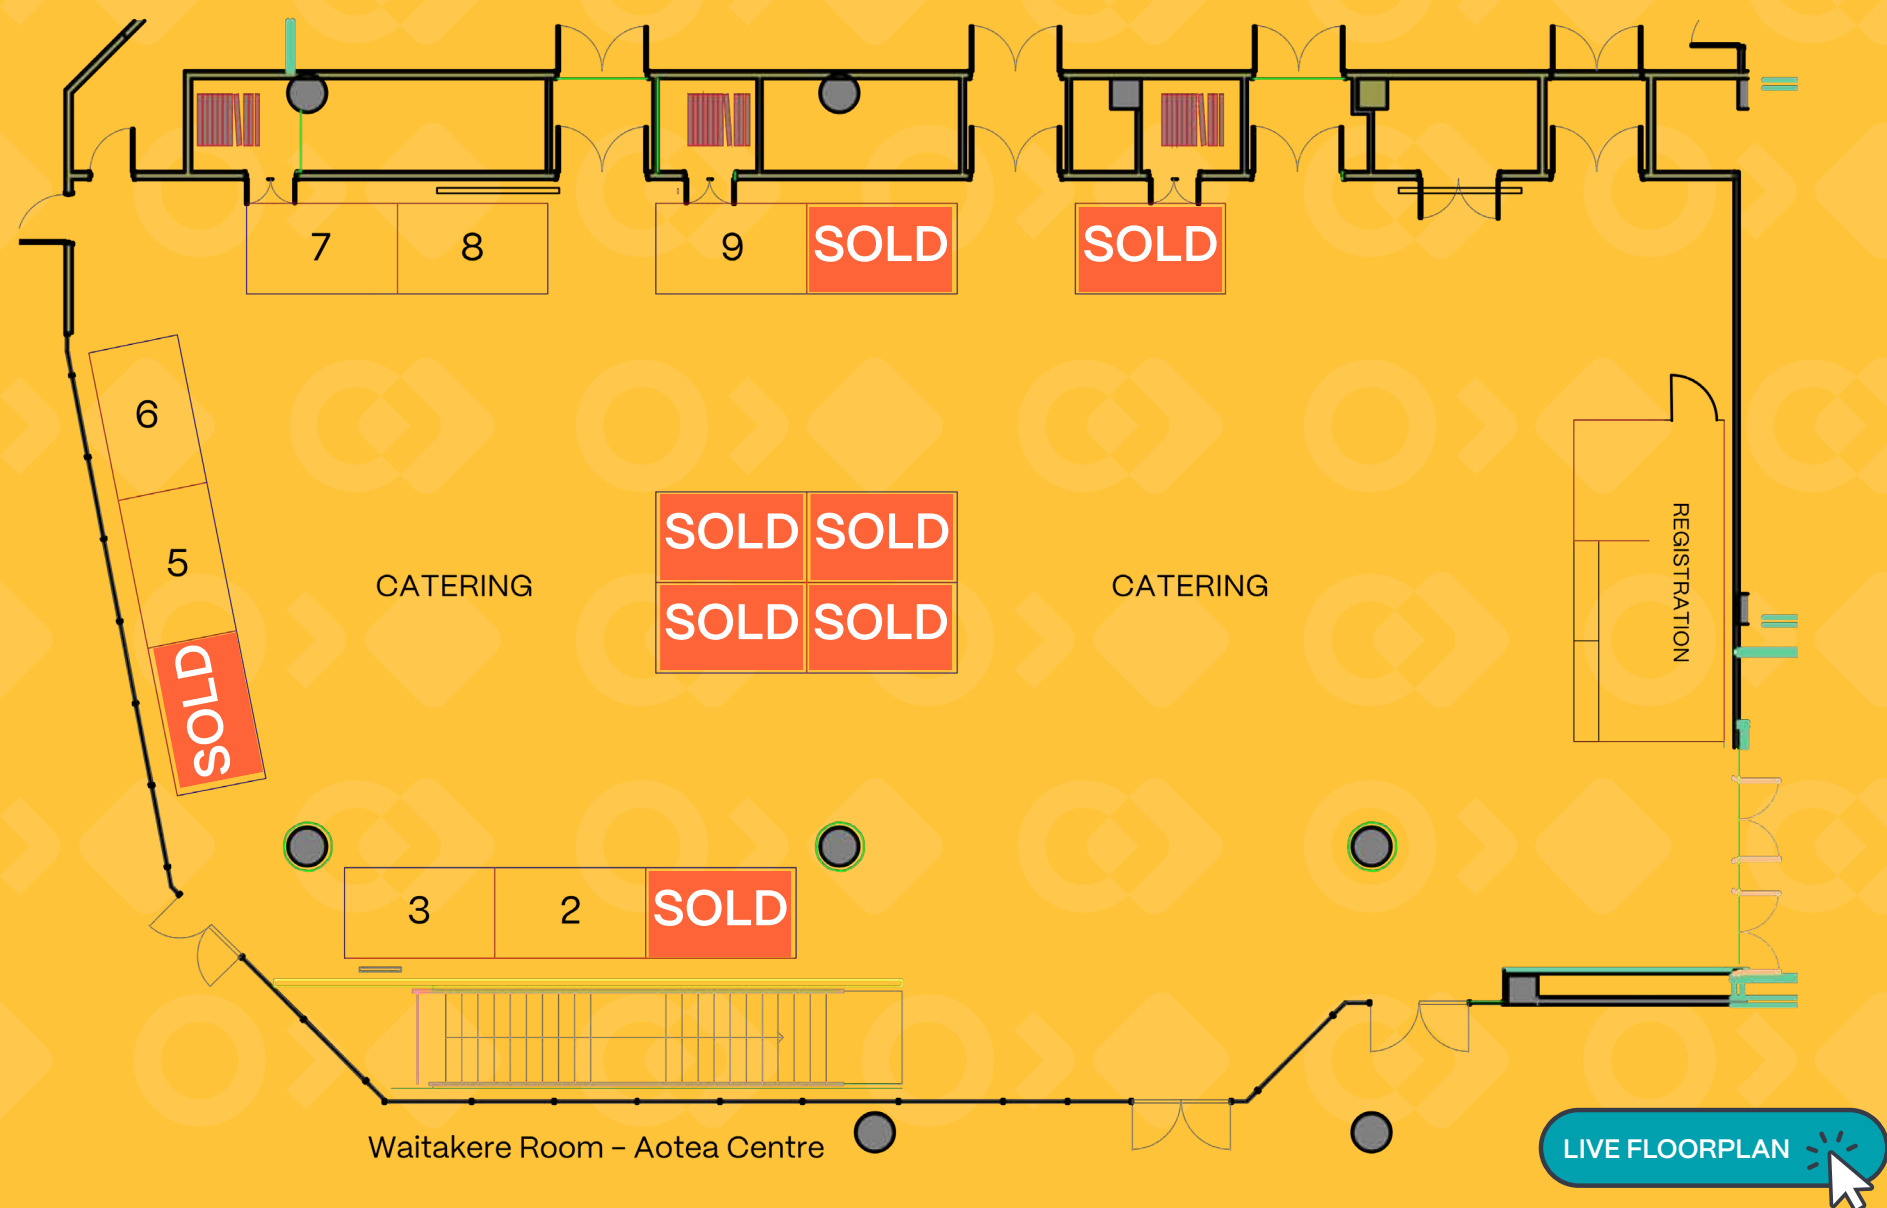 7
8
9
SOLD
SOLD
6
5
SOLD
SOLD
SOLD
CATERING
SOLD
SOLD
CATERING
REGISTRATION
3
2
SOLD
Waitakere Room – Aotea Centre
LIVE FLOORPLAN